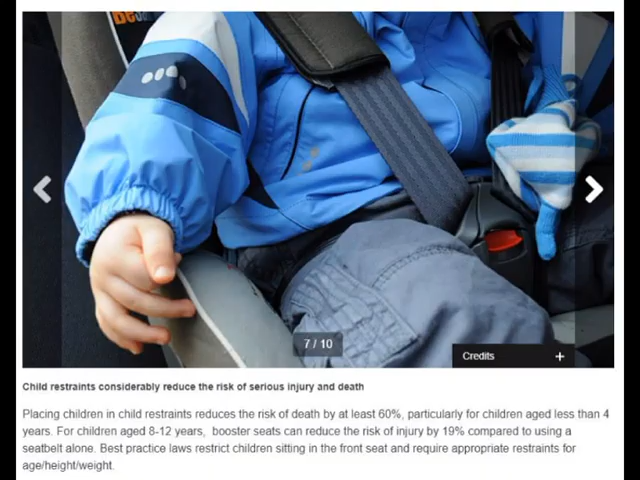 7 / 10
Credits +
Child restraints considerably reduce the risk of serious injury and death
Placing children in child restraints reduces the risk of death by at least 60%, particularly for children aged less than 4
years. For children aged 8-12 years, booster seats can reduce the risk of injury by 19% compared to using a
seatbelt alone. Best practice laws restrict children sitting in the front seat and require appropriate restraints for
age/height/weight.